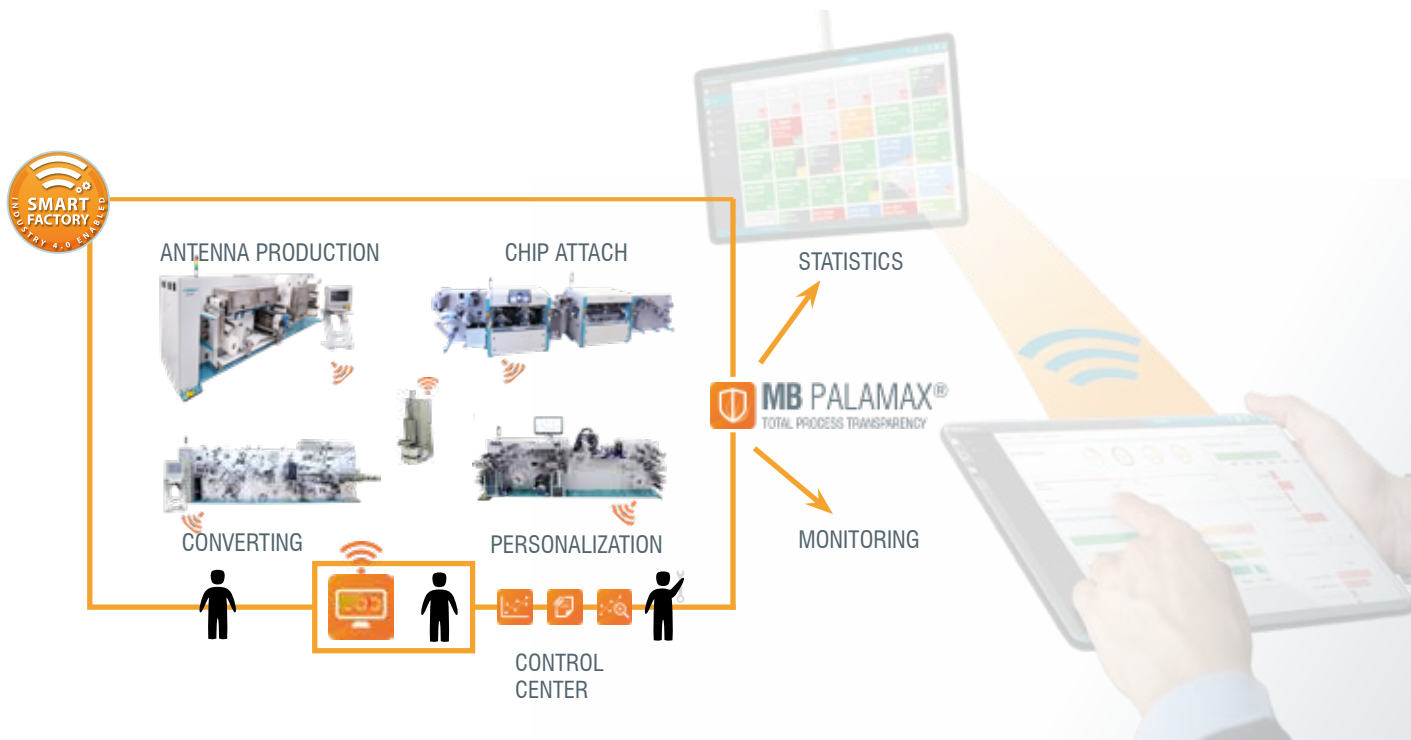 SMART
FACTORY
INDUSTRY 4.0 ENABLED
ANTENNA PRODUCTION
CHIP ATTACH
STATISTICS
MB PALAMAX®
TOTAL PROCESS TRANSPARENCY
CONVERTING
PERSONALIZATION
MONITORING
CONTROL
CENTER